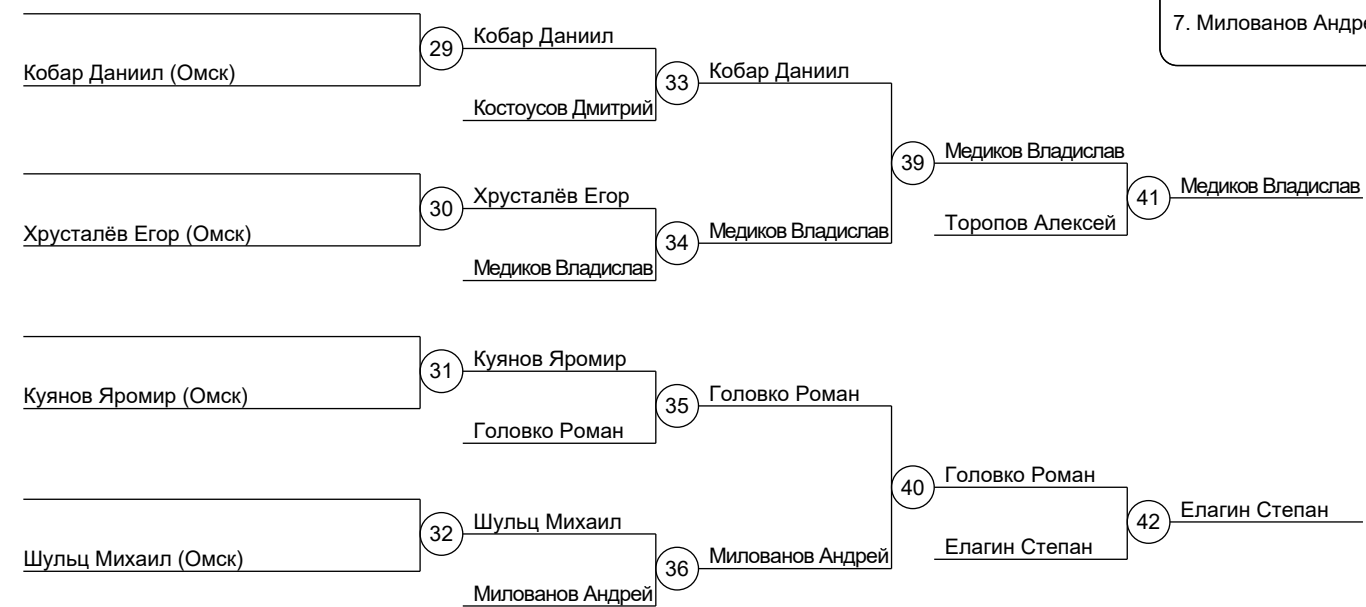 7. Милованов Андре
29
Кобар Даниил
Кобар Даниил (Омск)
33
Кобар Даниил
Костоусов Дмитрий
39
Медиков Владислав
30
Хрусталёв Егор
41
Медиков Владислав
Хрусталёв Егор (Омск)
34
Медиков Владислав
Торопов Алексей
Медиков Владислав
31
Куянов Яромир
Куянов Яромир (Омск)
35
Головко Роман
Головко Роман
40
Головко Роман
32
Шульц Михаил
42
Елагин Степан
Шульц Михаил (Омск)
36
Милованов Андрей
Елагин Степан
Милованов Андрей